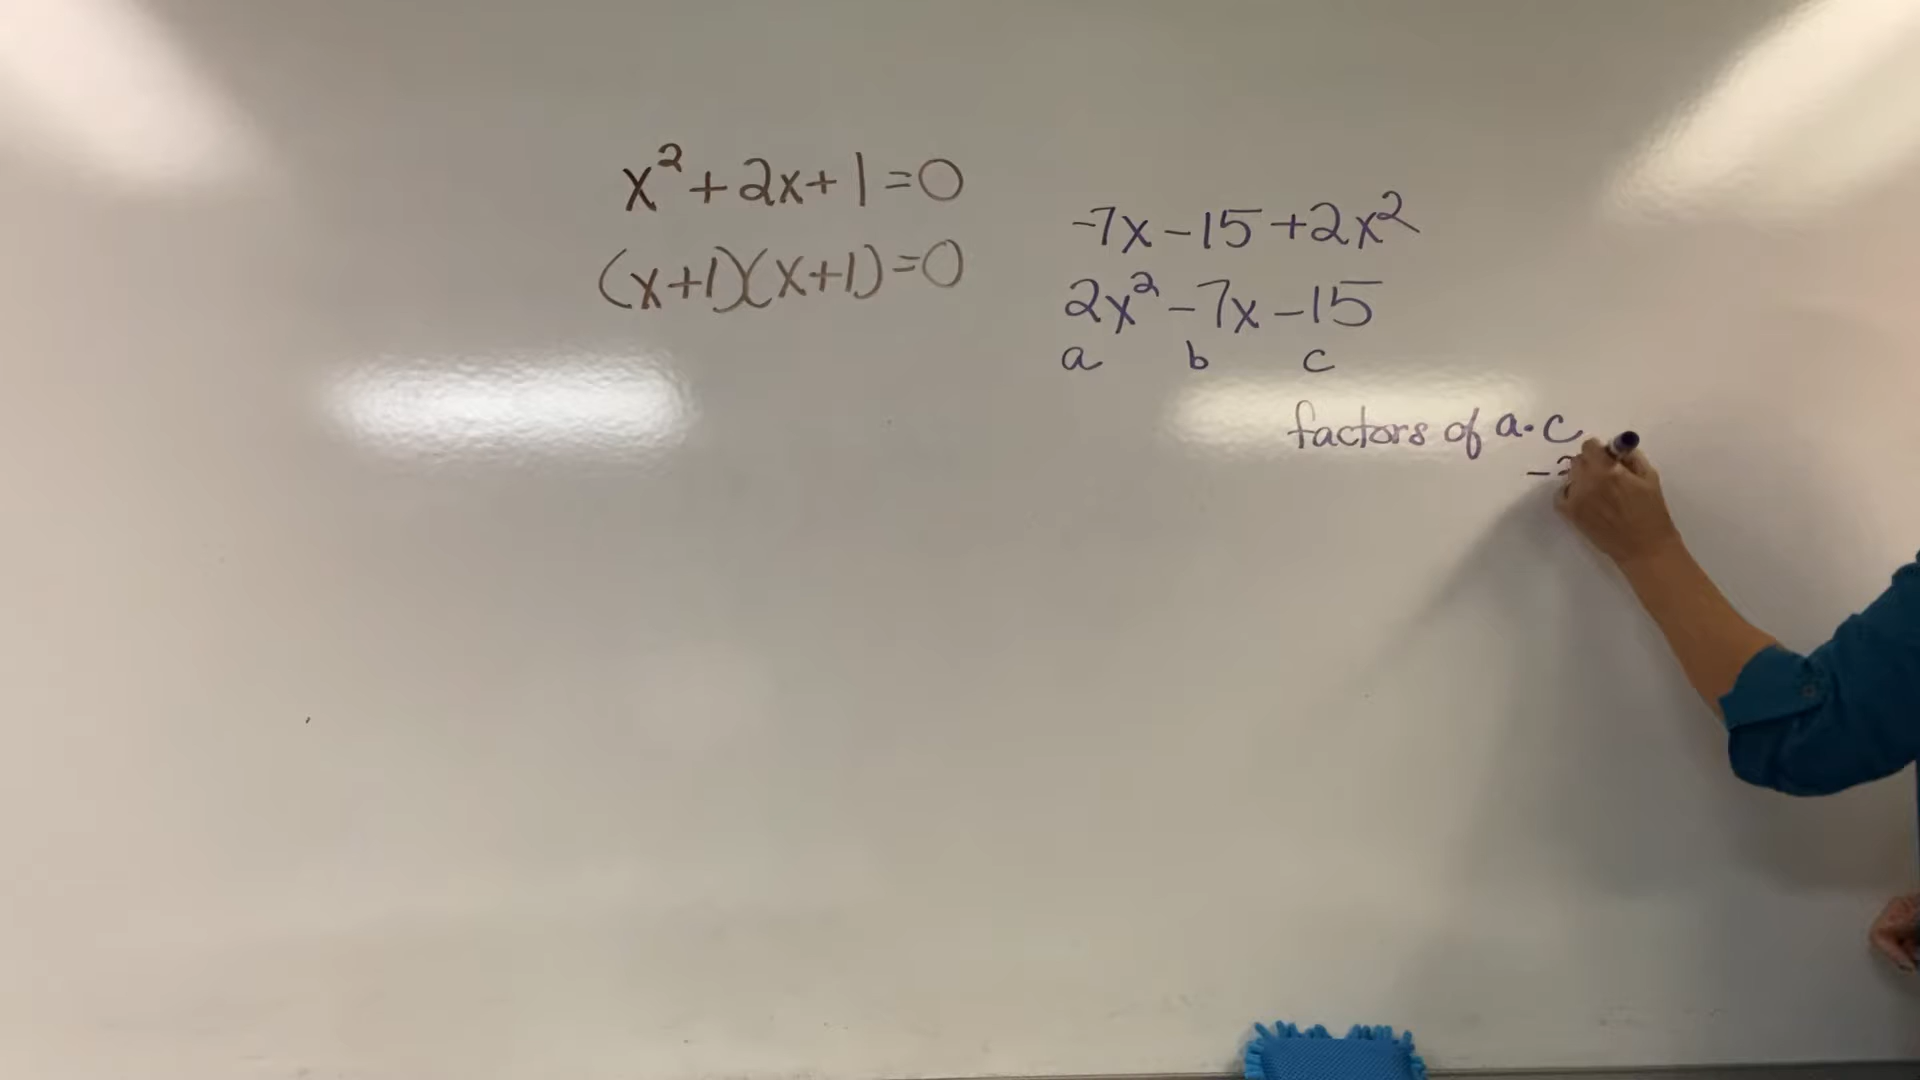 x²+2x+1=0
(x+1)(x+1)=0
-7x-15+2x²
2x²-7x-15
a b c
factors of a·c